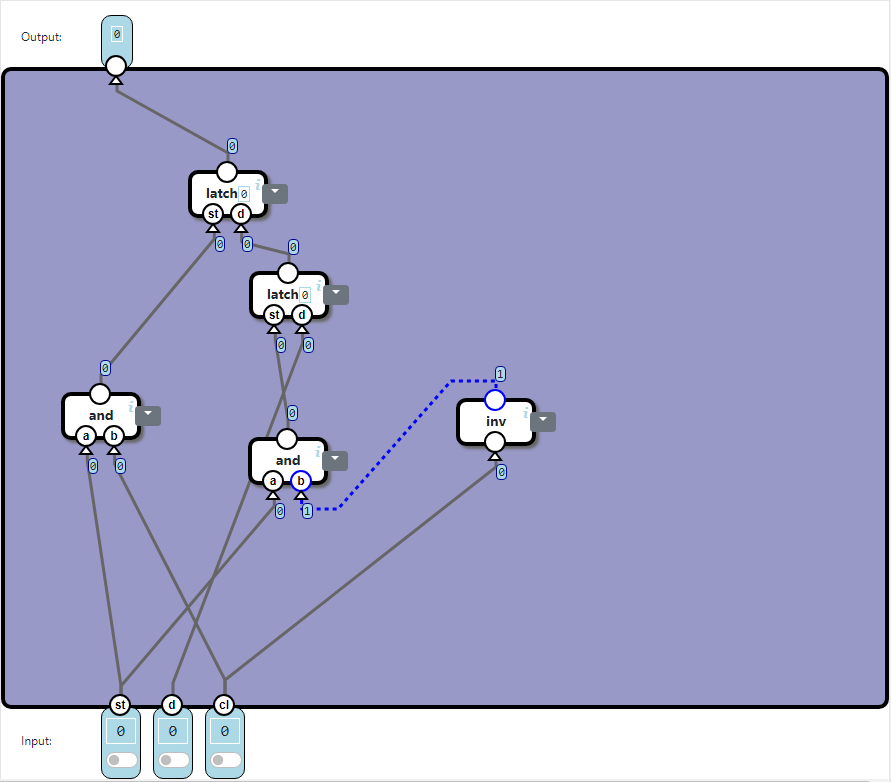 Output:
0
0
i
latch 0
st d
0 0 0
i
latch 0
st d
0 0
0 0 1
i
and
a b
i
inv
i
and
a b
0 0
0
0 1
st d cl
0 0 0
Input: